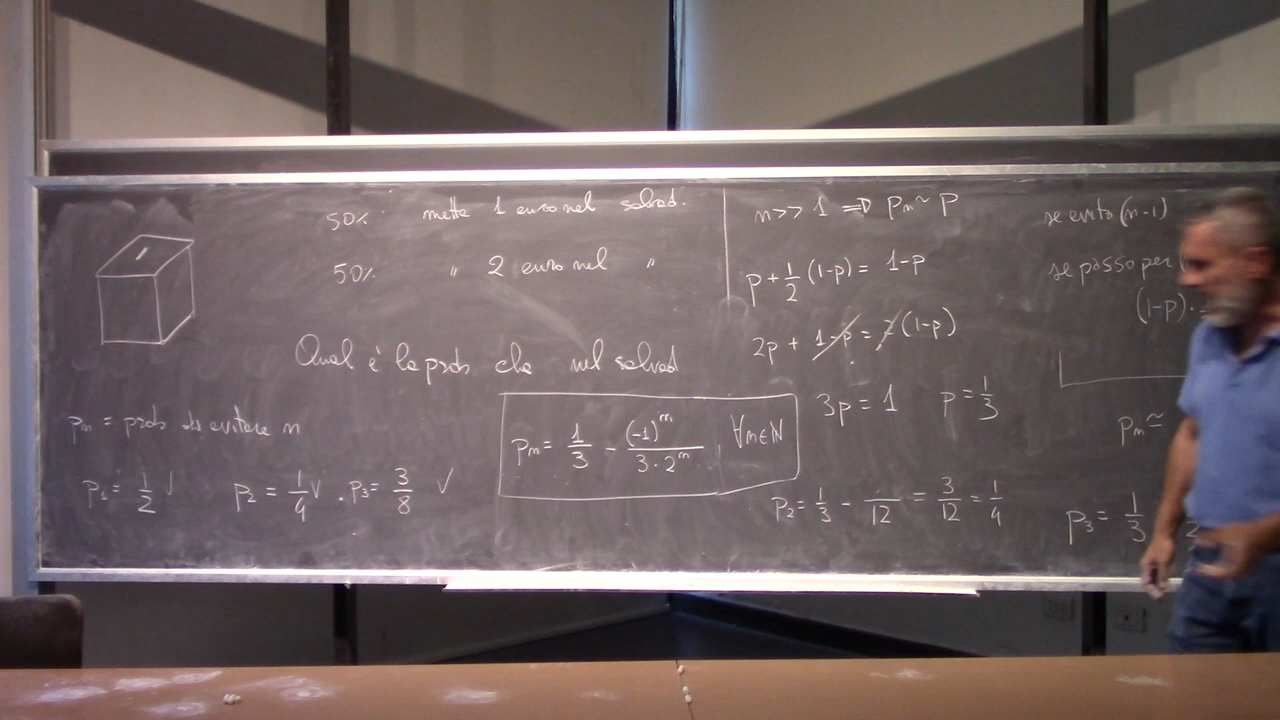 50% mette 1 euro nel salvad.
50% " 2 euro nel "
Qual è la prob che nel salvad
pₙ = prob di evitare n
p₁ = 1/2 √ p₂ = 1/4 √ . p₃ = 3/8 √
pₙ = 1/3 - (-1)ⁿ/(3·2ⁿ) ∀n∈N
n>>1 ⇒ pₙ ~ p
p + 1/2 (1-p) = 1-p
2p + 1-p = 2(1-p)
3p = 1 p = 1/3
p₂ = 1/3 - /12 = 3/12 = 1/4
se evito (n-1)
se passo per
(1-p) ·
pₙ ≃
p₃ = 1/3